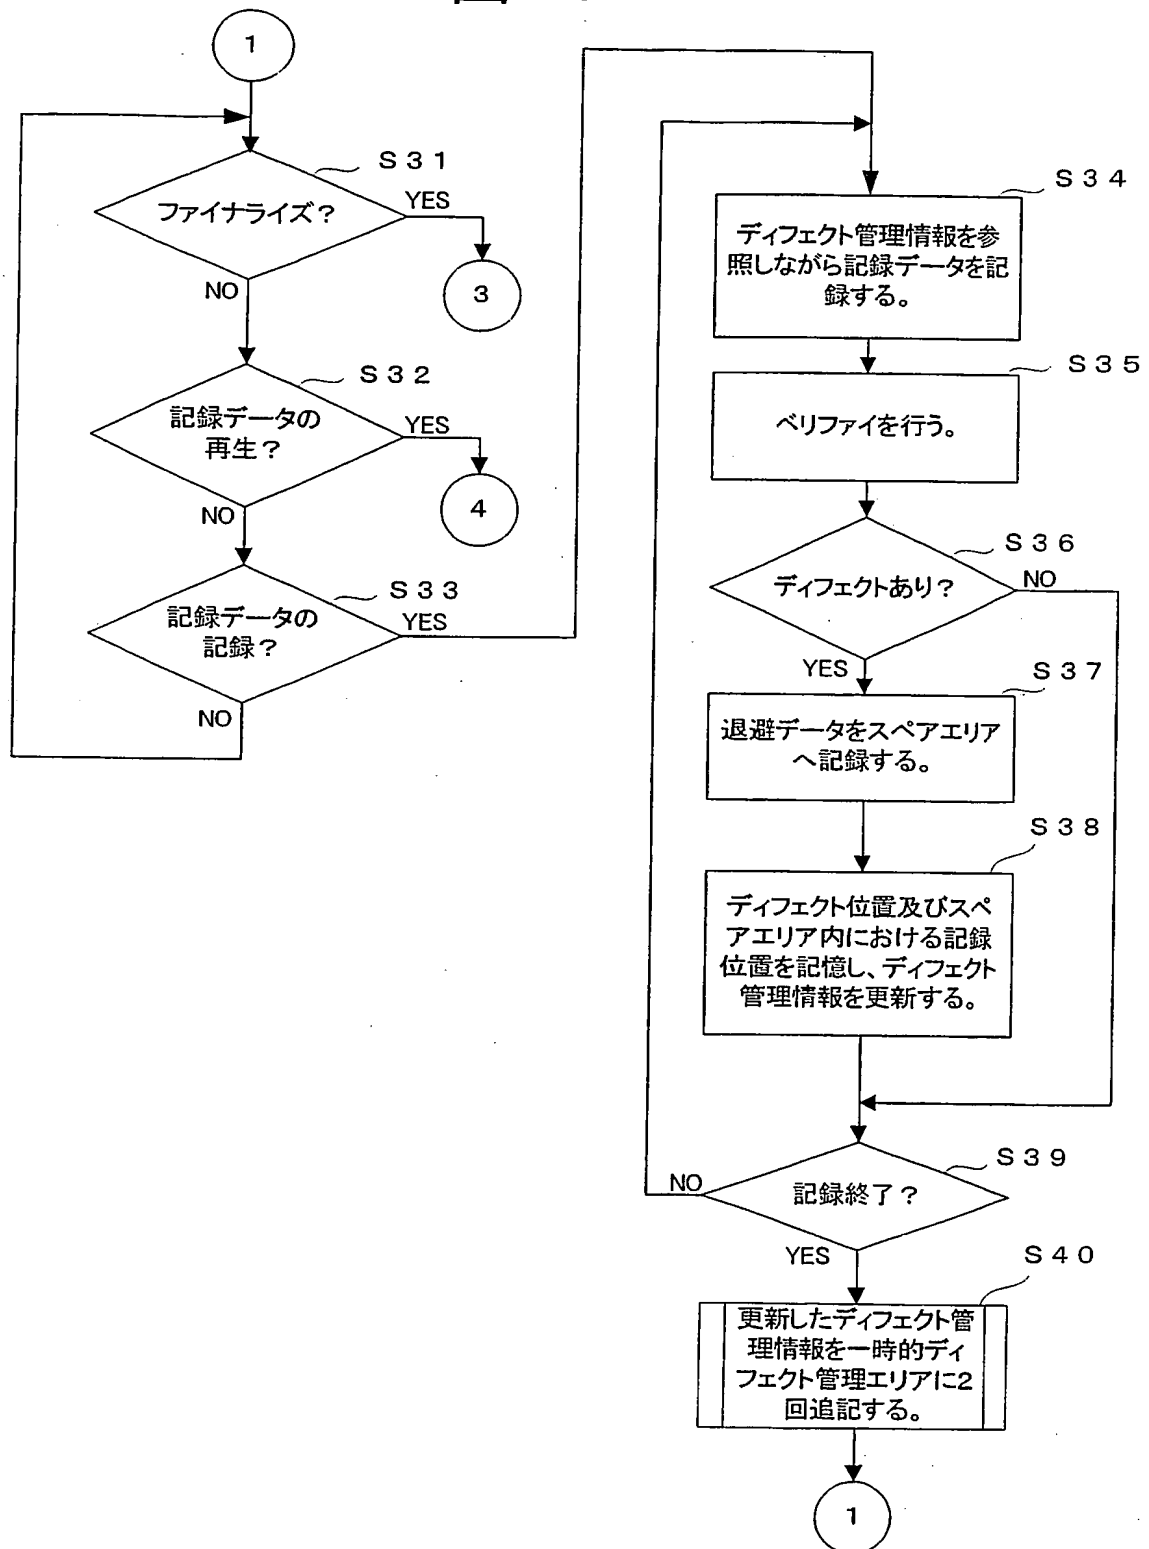 1
S31
ファイナライズ?
YES
3
NO
S32
記録データの
再生?
YES
4
NO
S33
記録データの
記録?
YES
NO
S34
ディフェクト管理情報を参
照しながら記録データを記
録する。
S35
ベリファイを行う。
S36
ディフェクトあり?
NO
YES
S37
退避データをスペアエリア
へ記録する。
S38
ディフェクト位置及びスペ
アエリア内における記録
位置を記憶し、ディフェクト
管理情報を更新する。
S39
記録終了?
NO
YES
S40
更新したディフェクト管
理情報を一時的ディ
フェクト管理エリアに2
回追記する。
1